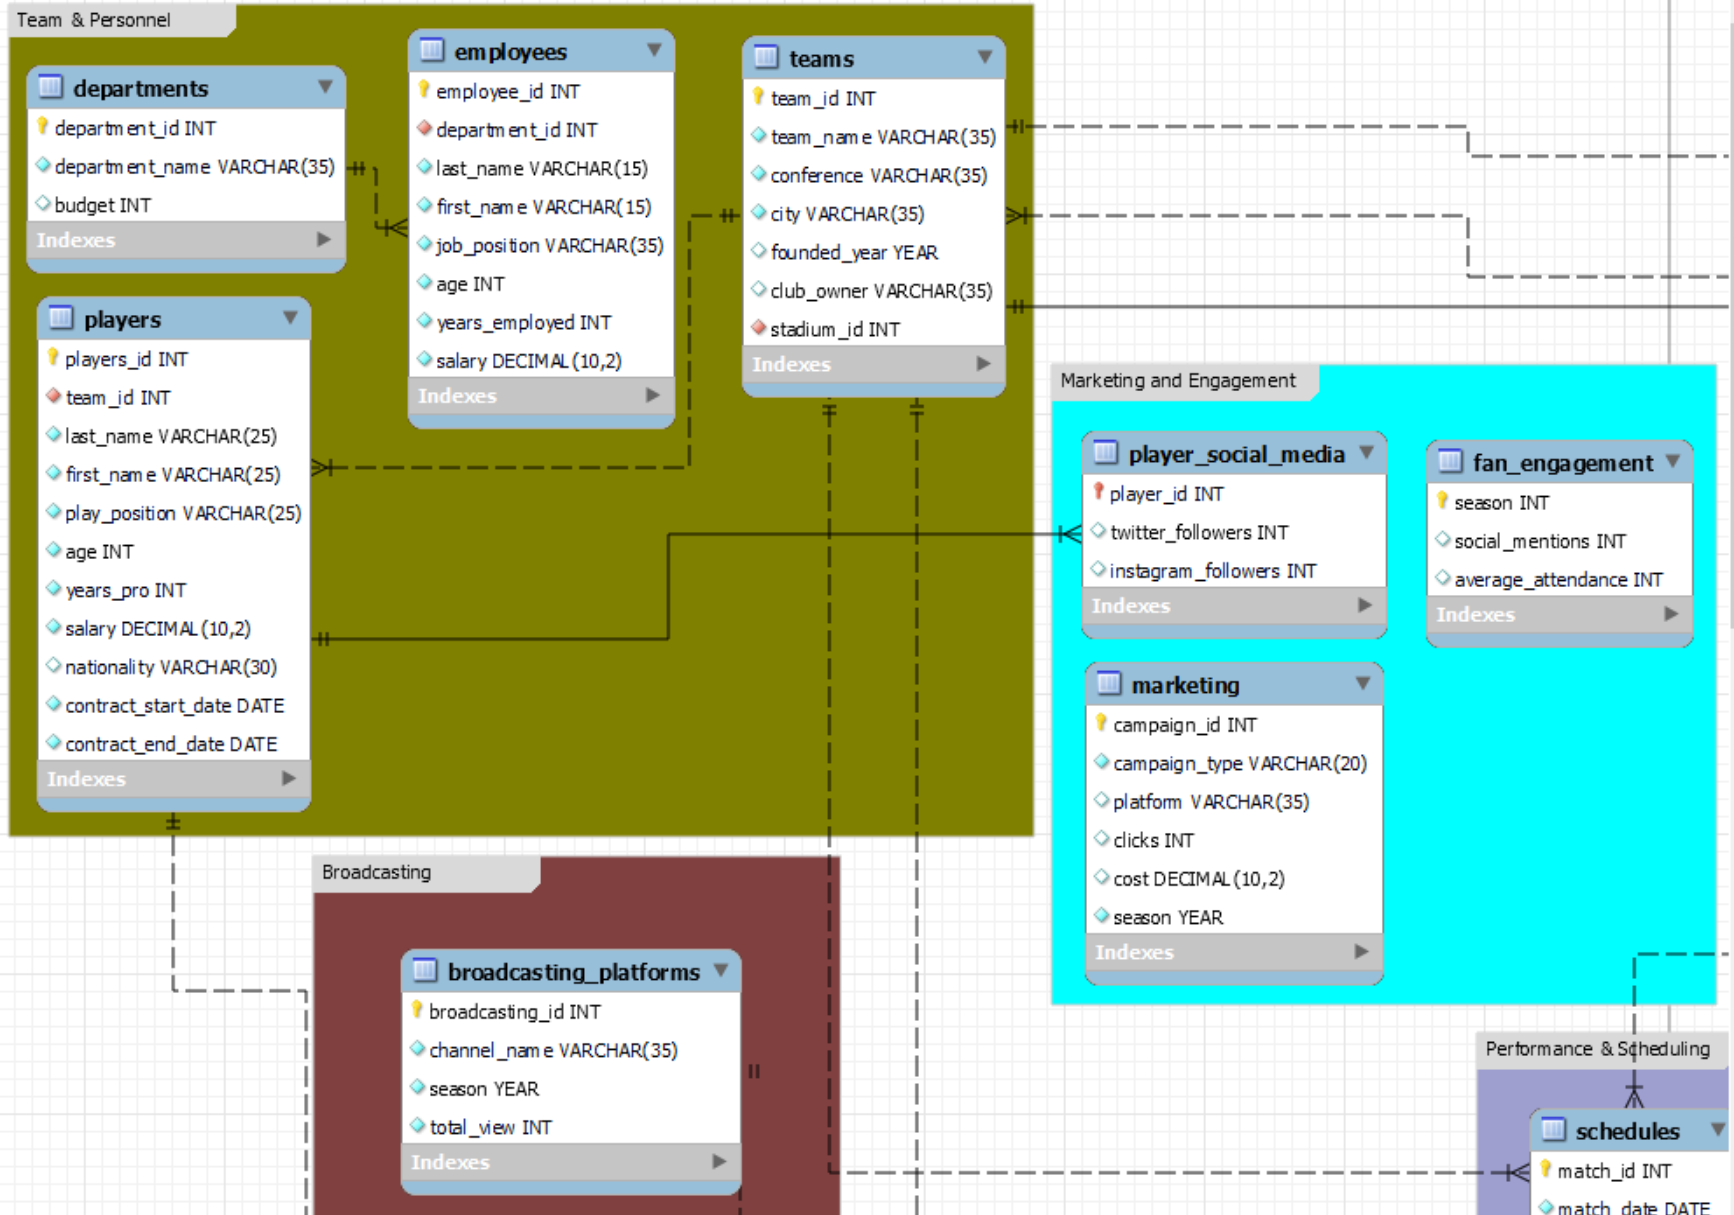 Team & Personnel
departments
department_id INT
department_name VARCHAR(35)
budget INT
Indexes
employees
employee_id INT
department_id INT
last_name VARCHAR(15)
first_name VARCHAR(15)
job_position VARCHAR(35)
age INT
years_employed INT
salary DECIMAL(10,2)
Indexes
teams
team_id INT
team_name VARCHAR(35)
conference VARCHAR(35)
city VARCHAR(35)
founded_year YEAR
club_owner VARCHAR(35)
stadium_id INT
Indexes
players
players_id INT
team_id INT
last_name VARCHAR(25)
first_name VARCHAR(25)
play_position VARCHAR(25)
age INT
years_pro INT
salary DECIMAL(10,2)
nationality VARCHAR(30)
contract_start_date DATE
contract_end_date DATE
Indexes
Marketing and Engagement
player_social_media
player_id INT
twitter_followers INT
instagram_followers INT
Indexes
fan_engagement
season INT
social_mentions INT
average_attendance INT
Indexes
marketing
campaign_id INT
campaign_type VARCHAR(20)
platform VARCHAR(35)
clicks INT
cost DECIMAL(10,2)
season YEAR
Indexes
Broadcasting
broadcasting_platforms
broadcasting_id INT
channel_name VARCHAR(35)
season YEAR
total_view INT
Indexes
Performance & Scheduling
schedules
match_id INT
match_date DATE